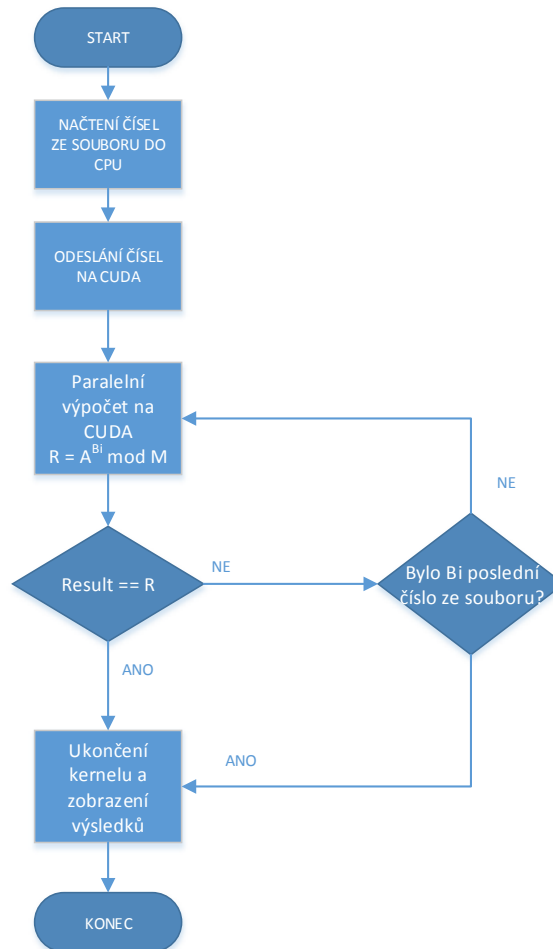 START
NAČTENÍ ČÍSEL
ZE SOUBORU DO
CPU
ODESLÁNÍ ČÍSEL
NA CUDA
Paralelní
výpočet na
CUDA
R = A^Bi mod M
NE
Result == R
NE
Bylo Bi poslední
číslo ze souboru?
ANO
Ukončení
kernelu a
zobrazení
výsledků
ANO
KONEC